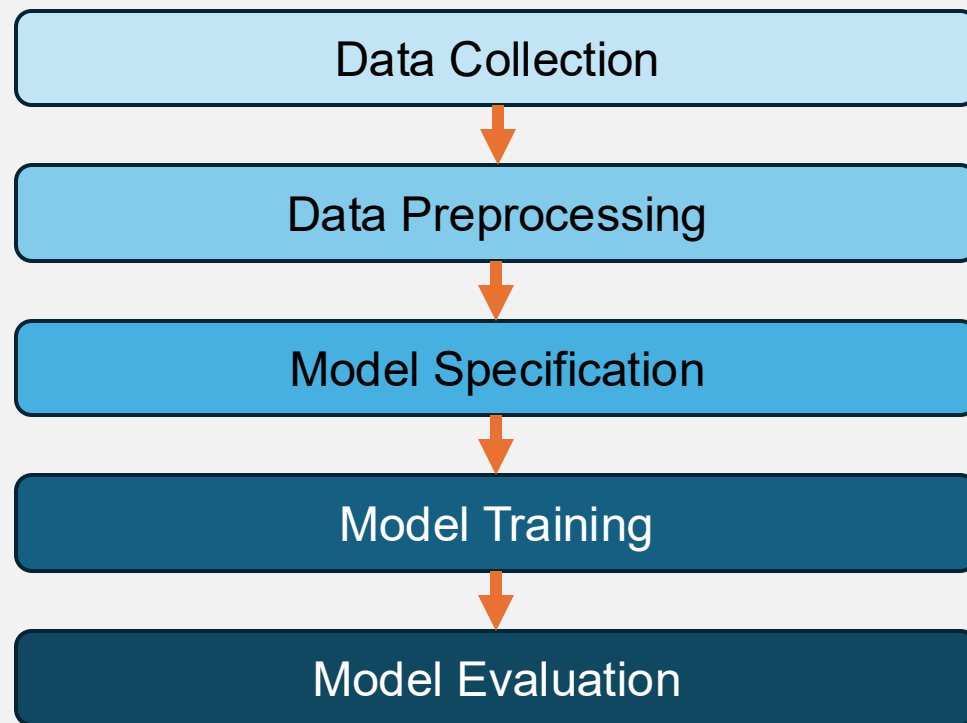 Data Collection
Data Preprocessing
Model Specification
Model Training
Model Evaluation